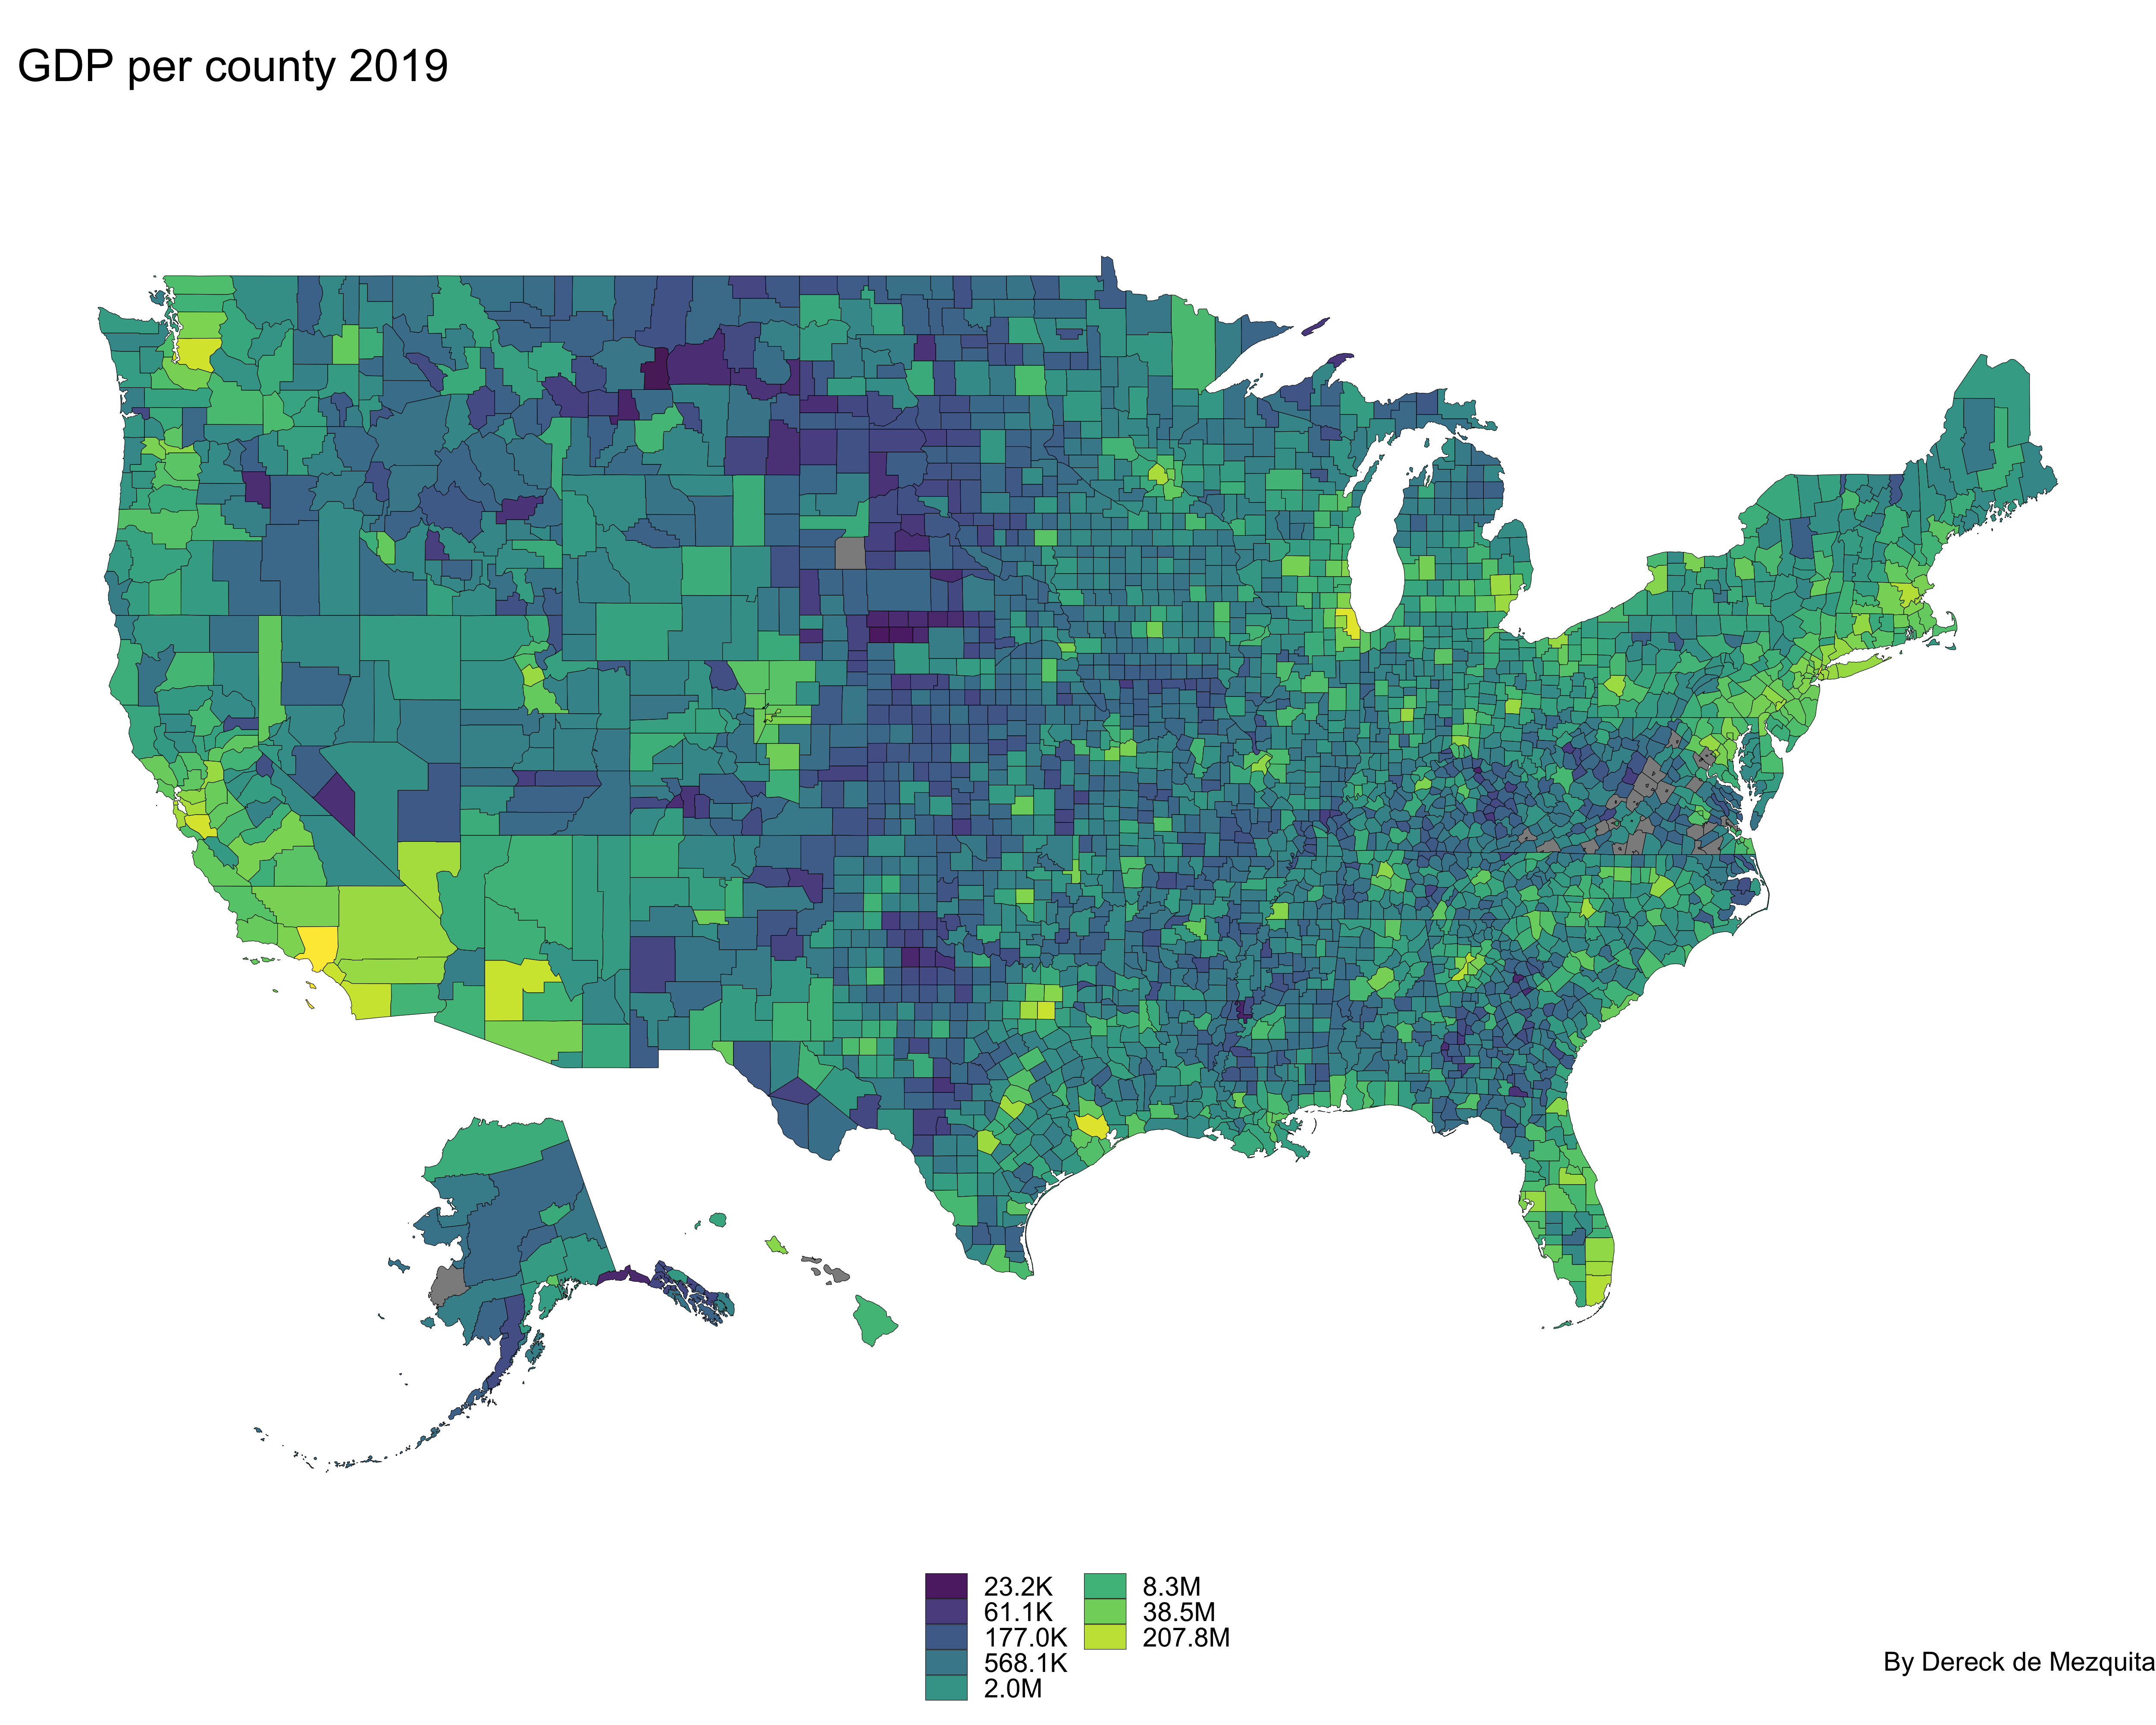 GDP per county 2019
23.2K
61.1K
177.0K
568.1K
2.0M
8.3M
38.5M
207.8M
By Dereck de Mezquita